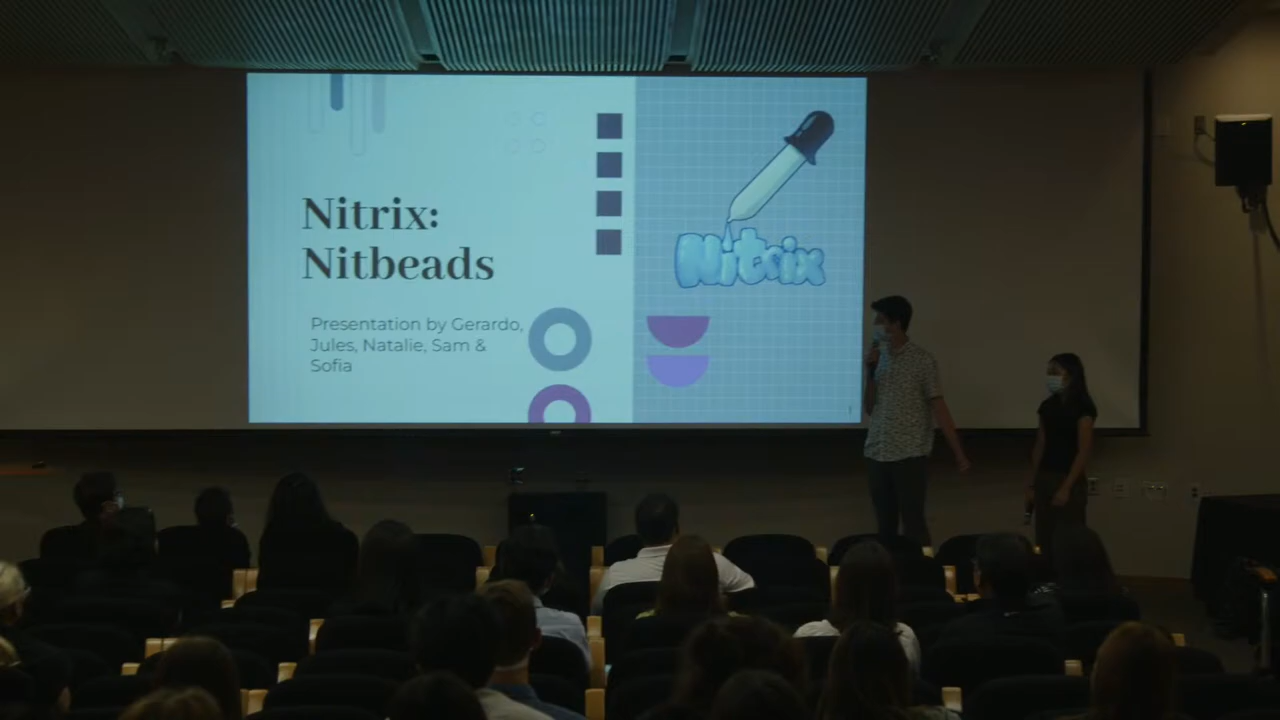 Nitrix:
Nitbeads
Presentation by Gerardo,
Jules, Natalie, Sam &
Sofia
Nitrix